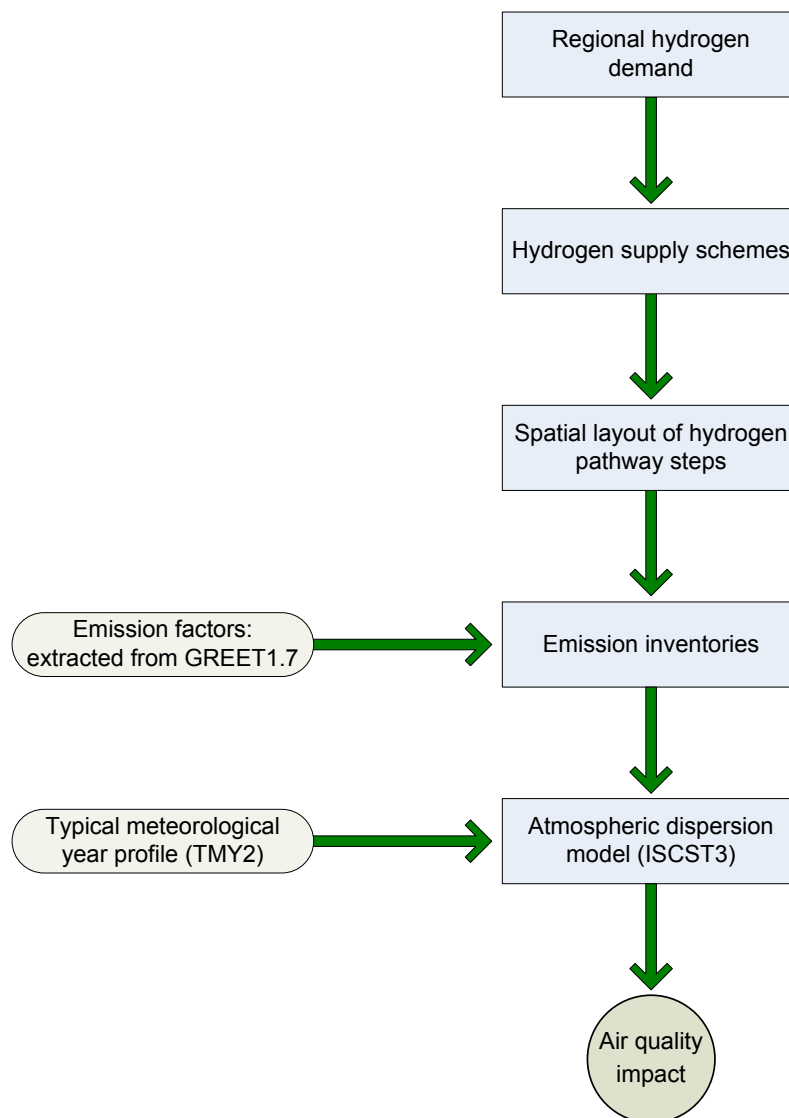 Regional hydrogen
demand
Hydrogen supply schemes
Spatial layout of hydrogen
pathway steps
Emission factors:
extracted from GREET1.7
Emission inventories
Typical meteorological
year profile (TMY2)
Atmospheric dispersion
model (ISCST3)
Air quality
impact